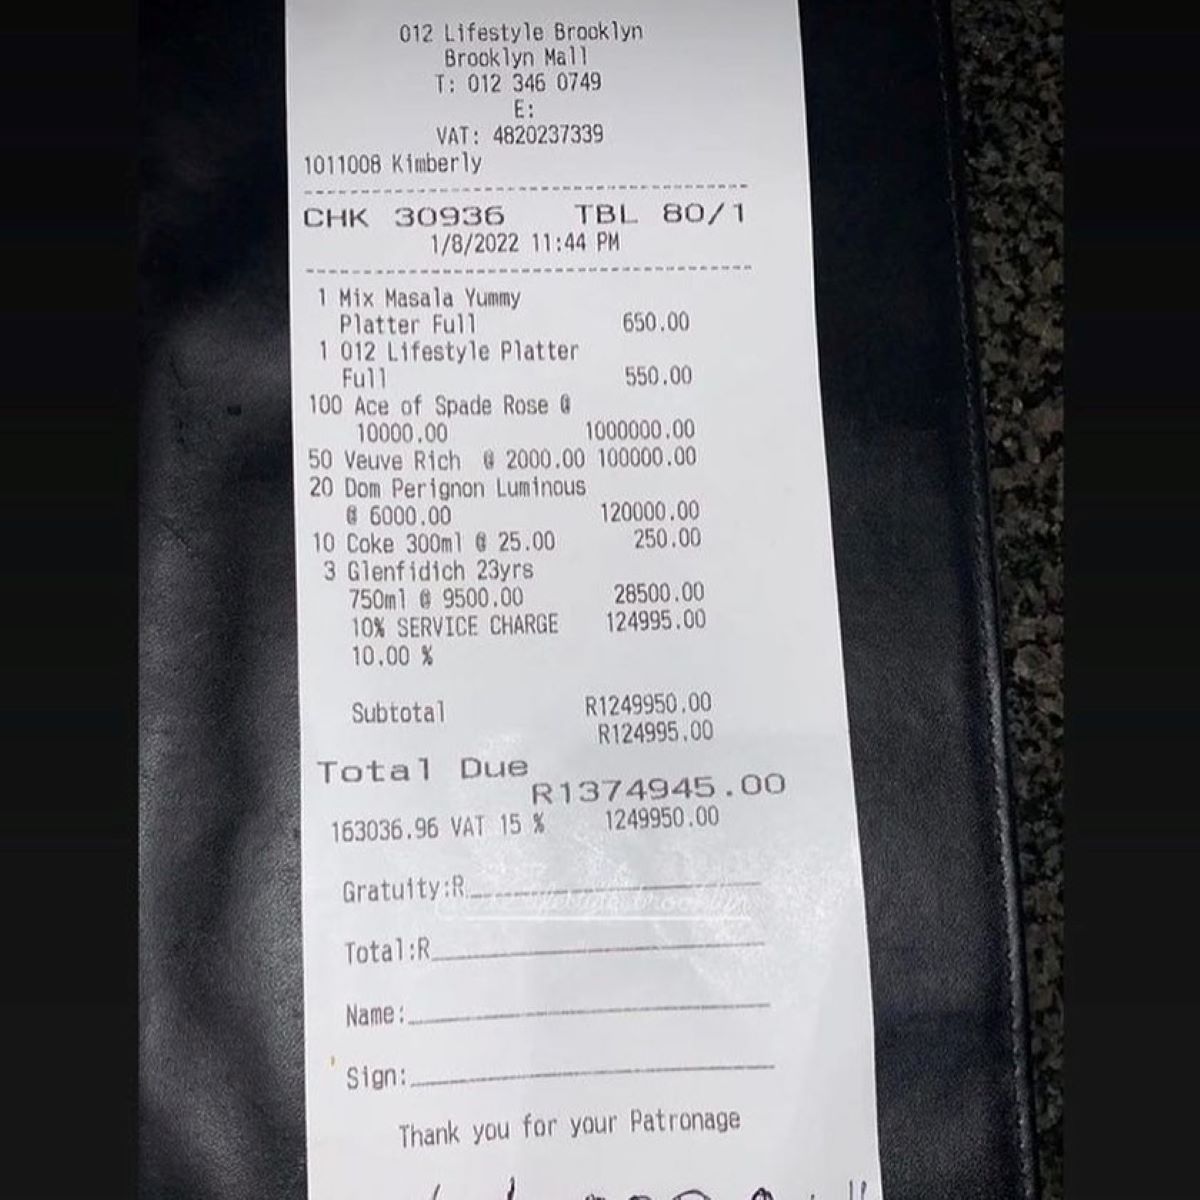 012 Lifestyle Brooklyn
Brooklyn Mall
T: 012 346 0749
E:
VAT: 4820237339
1011008 Kimberly
CHK 30936 TBL 80/1
1/8/2022 11:44 PM
1 Mix Masala Yummy
Platter Full 650.00
1 012 Lifestyle Platter
Full 550.00
100 Ace of Spade Rose @
10000.00 1000000.00
50 Veuve Rich @ 2000.00 100000.00
20 Dom Perignon Luminous
@ 6000.00 120000.00
10 Coke 300ml @ 25.00 250.00
3 Glenfidich 23yrs
750ml @ 9500.00 28500.00
10% SERVICE CHARGE 124995.00
10.00 %
Subtotal R1249950.00
R124995.00
Total Due
R1374945.00
163036.96 VAT 15 % 1249950.00
Gratuity:R
Total:R
Name:
Sign:
Thank you for your Patronage